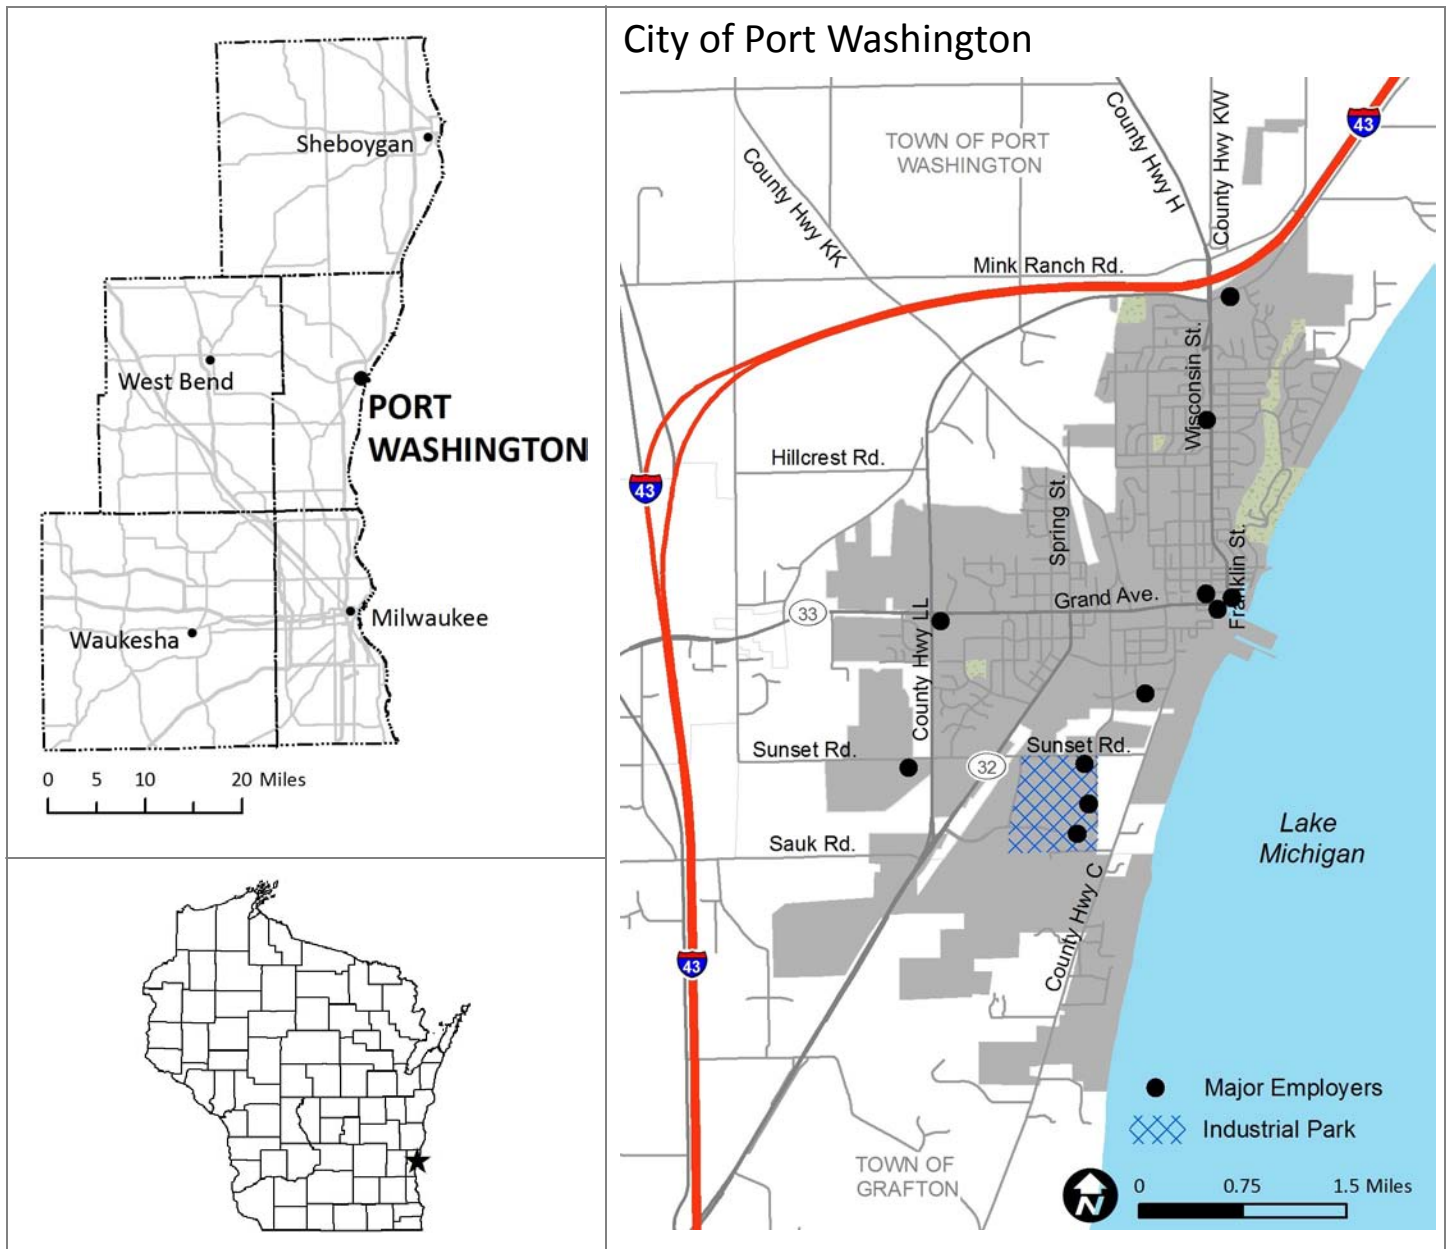 Sheboygan
West Bend
PORT
WASHINGTON
Milwaukee
Waukesha
0 5 10 20 Miles
City of Port Washington
43
TOWN OF PORT
WASHINGTON
County Hwy KK
County Hwy H
County Hwy KW
Mink Ranch Rd.
Wisconsin St.
Hillcrest Rd.
43
Spring St.
Franklin St.
Grand Ave.
33
County Hwy LL
Sunset Rd.
32
Sunset Rd.
Sauk Rd.
Lake
Michigan
County Hwy C
43
Major Employers
Industrial Park
TOWN OF
GRAFTON
N
0 0.75 1.5 Miles